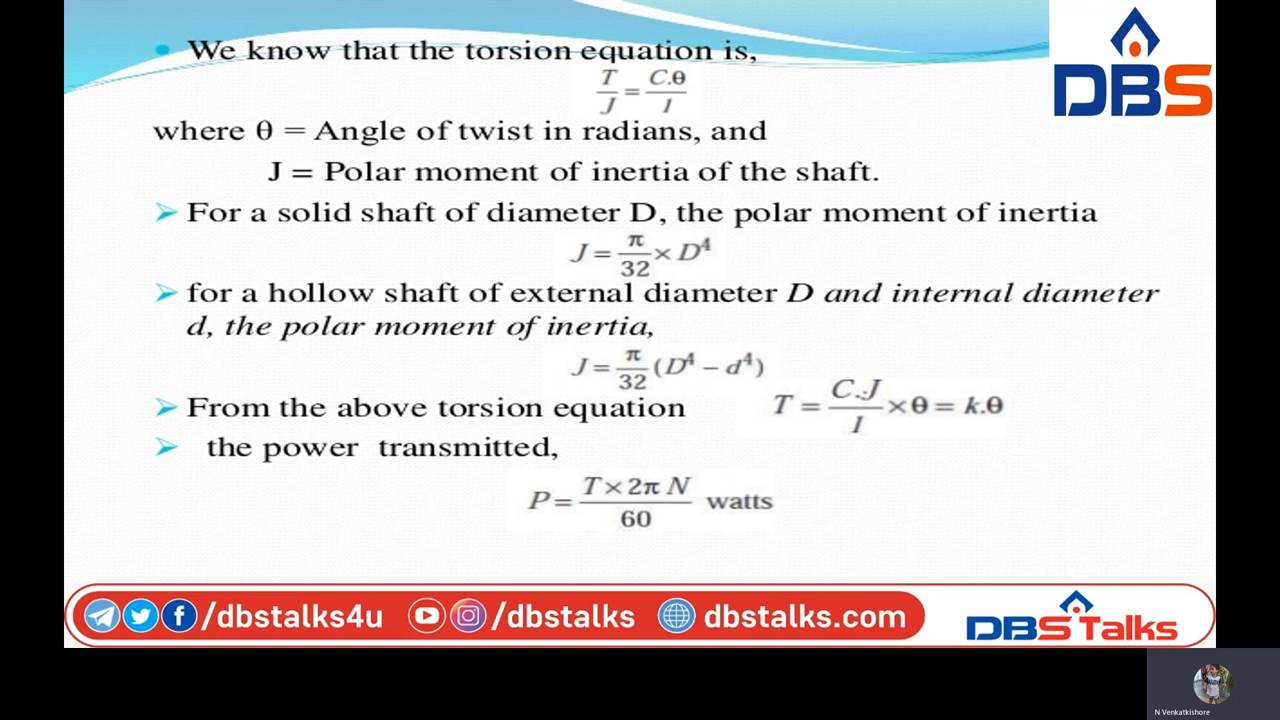 We know that the torsion equation is,
T/J = C.θ/l
where θ = Angle of twist in radians, and
J = Polar moment of inertia of the shaft.
For a solid shaft of diameter D, the polar moment of inertia
J = π/32 × D⁴
for a hollow shaft of external diameter D and internal diameter
d, the polar moment of inertia,
J = π/32 (D⁴ – d⁴)
From the above torsion equation T = C.J/l × θ = k.θ
the power transmitted,
P = T × 2π N/60 watts
DBS
/dbstalks4u /dbstalks dbstalks.com
DBS Talks
N Venkatkishore